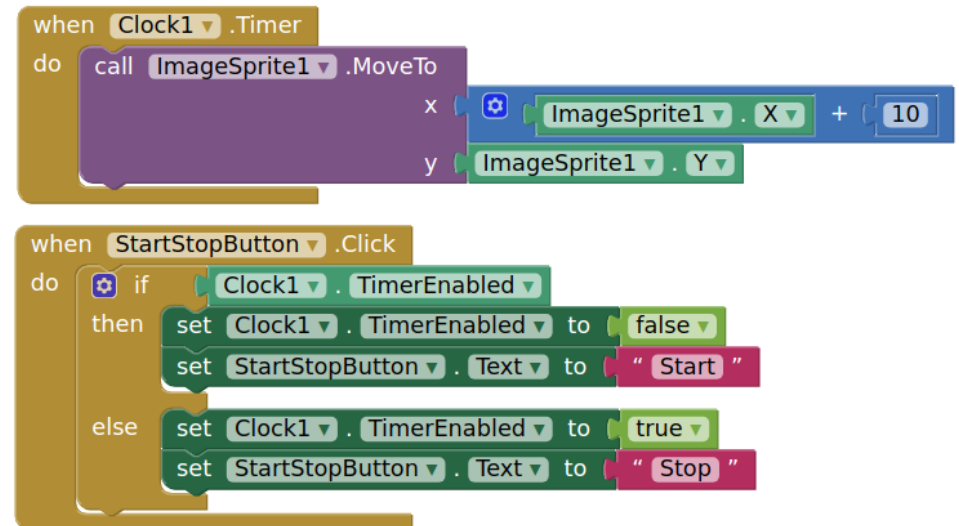 when Clock1 .Timer
do call ImageSprite1 .MoveTo
x ImageSprite1 . X + 10
y ImageSprite1 . Y
when StartStopButton .Click
do if Clock1 . TimerEnabled
then set Clock1 . TimerEnabled to false
set StartStopButton . Text to “ Start ”
else set Clock1 . TimerEnabled to true
set StartStopButton . Text to “ Stop ”